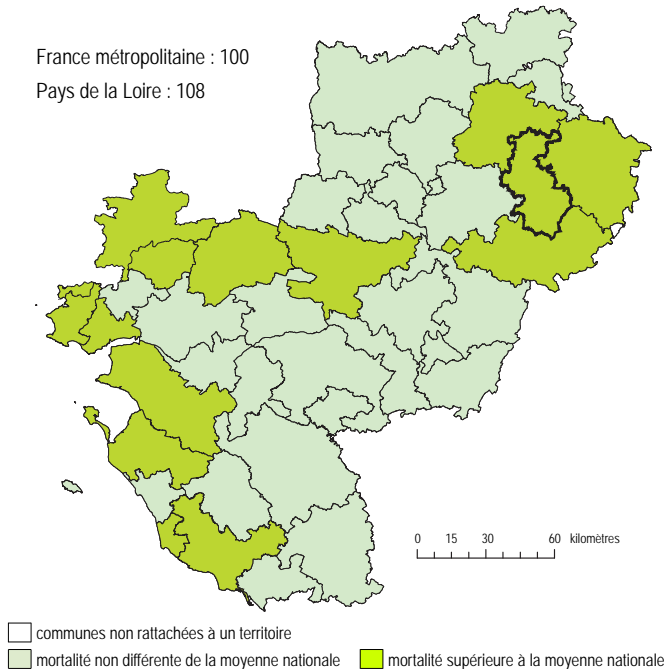 France métropolitaine : 100
Pays de la Loire : 108
0 15 30 60 kilomètres
communes non rattachées à un territoire
mortalité non différente de la moyenne nationale
mortalité supérieure à la moyenne nationale